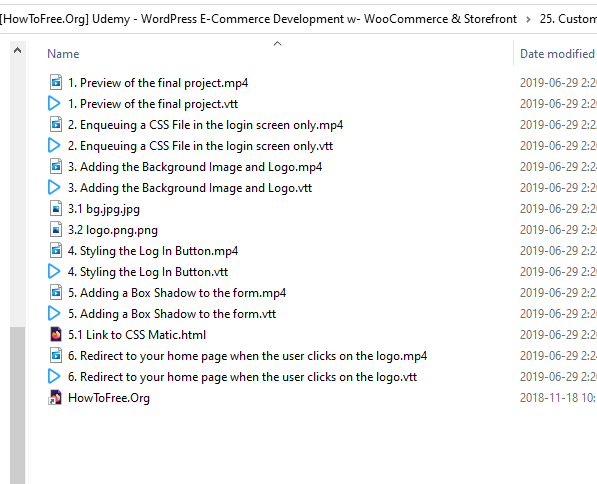 [HowToFree.Org] Udemy - WordPress E-Commerce Development w- WooCommerce & Storefront > 25. Custom
Name Date modified
1. Preview of the final project.mp4 2019-06-29 2:2
1. Preview of the final project.vtt 2019-06-29 2:2
2. Enqueuing a CSS File in the login screen only.mp4 2019-06-29 2:2
2. Enqueuing a CSS File in the login screen only.vtt 2019-06-29 2:2
3. Adding the Background Image and Logo.mp4 2019-06-29 2:2
3. Adding the Background Image and Logo.vtt 2019-06-29 2:2
3.1 bg.jpg.jpg 2019-06-29 2:2
3.2 logo.png.png 2019-06-29 2:2
4. Styling the Log In Button.mp4 2019-06-29 2:2
4. Styling the Log In Button.vtt 2019-06-29 2:2
5. Adding a Box Shadow to the form.mp4 2019-06-29 2:2
5. Adding a Box Shadow to the form.vtt 2019-06-29 2:2
5.1 Link to CSS Matic.html 2019-06-29 2:2
6. Redirect to your home page when the user clicks on the logo.mp4 2019-06-29 2:2
6. Redirect to your home page when the user clicks on the logo.vtt 2019-06-29 2:2
HowToFree.Org 2018-11-18 10: